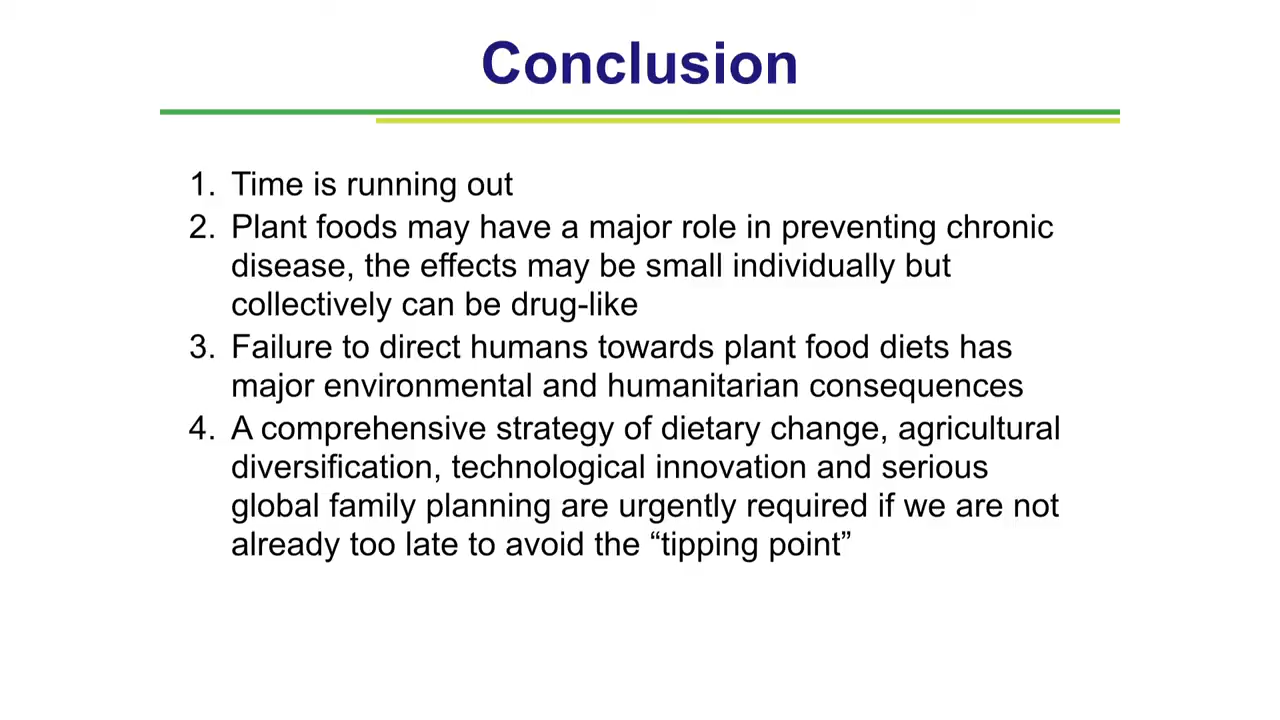 Conclusion
1. Time is running out
2. Plant foods may have a major role in preventing chronic
disease, the effects may be small individually but
collectively can be drug-like
3. Failure to direct humans towards plant food diets has
major environmental and humanitarian consequences
4. A comprehensive strategy of dietary change, agricultural
diversification, technological innovation and serious
global family planning are urgently required if we are not
already too late to avoid the “tipping point”